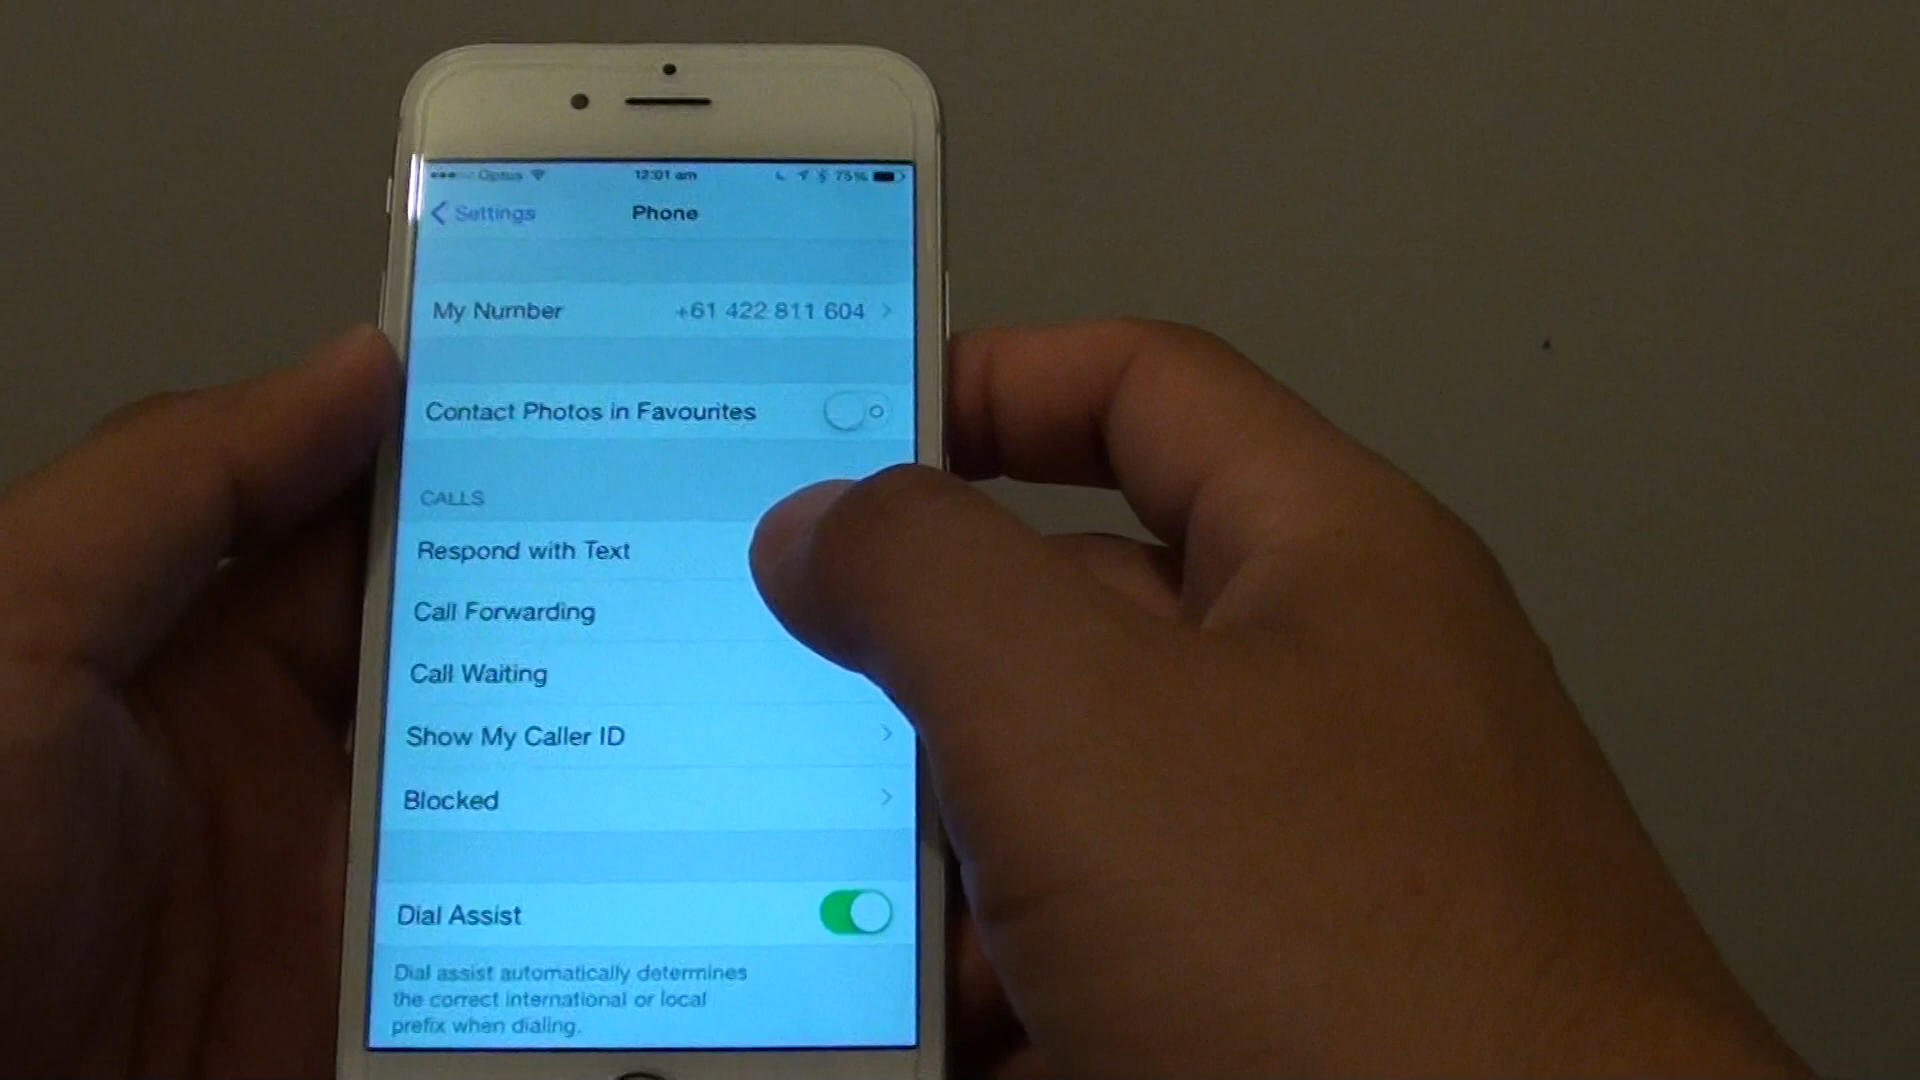 Optus 12:01 am 75%
Settings Phone
My Number +61 422 811 604
Contact Photos in Favourites
CALLS
Respond with Text
Call Forwarding
Call Waiting
Show My Caller ID
Blocked
Dial Assist
Dial assist automatically determines
the correct international or local
prefix when dialing.